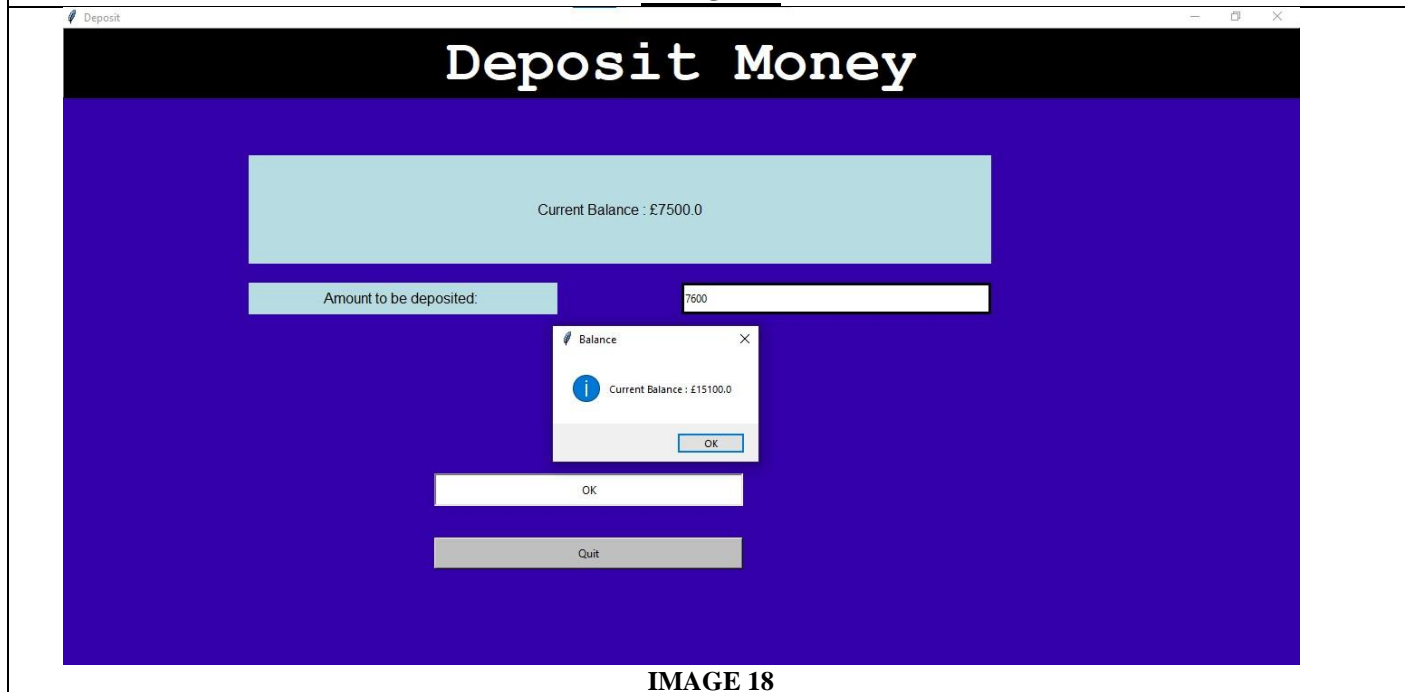 Deposit
Deposit Money
Current Balance : £7500.0
Amount to be deposited:
7600
Balance
i
Current Balance : £15100.0
OK
OK
Quit
IMAGE 18